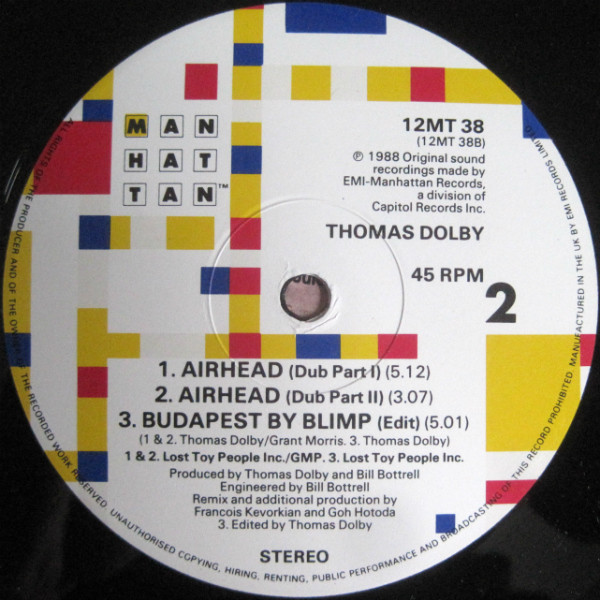 MAN
HAT
TAN™
12MT 38
(12MT 38B)
℗ 1988 Original sound
recordings made by
EMI-Manhattan Records,
a division of
Capitol Records Inc.
THOMAS DOLBY
45 RPM
2
1. AIRHEAD (Dub Part I) (5.12)
2. AIRHEAD (Dub Part II) (3.07)
3. BUDAPEST BY BLIMP (Edit) (5.01)
(1 & 2. Thomas Dolby/Grant Morris. 3. Thomas Dolby)
1 & 2. Lost Toy People Inc./GMP. 3. Lost Toy People Inc.
Produced by Thomas Dolby and Bill Bottrell
Engineered by Bill Bottrell
Remix and additional production by
Francois Kevorkian and Goh Hotoda
3. Edited by Thomas Dolby
STEREO
ALL RIGHTS OF THE PRODUCER AND OF THE OWNER OF THE RECORDED WORK RESERVED. UNAUTHORISED COPYING, HIRING, RENTING, PUBLIC PERFORMANCE AND BROADCASTING OF THIS RECORD PROHIBITED. MANUFACTURED IN THE UK BY EMI RECORDS LIMITED